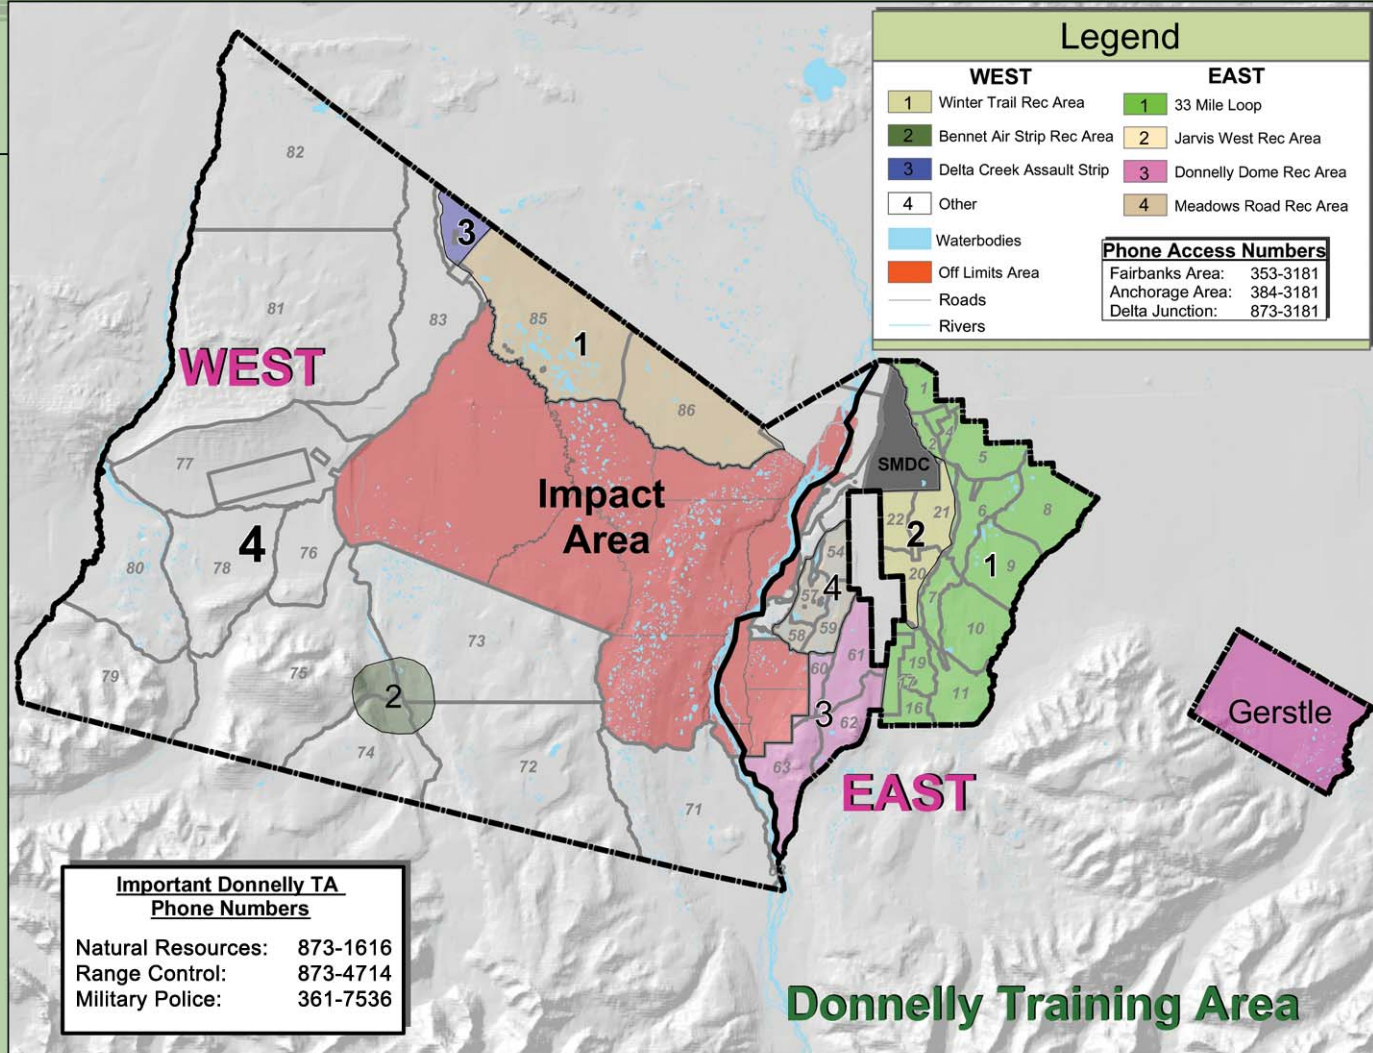 Legend
WEST
1 Winter Trail Rec Area
2 Bennet Air Strip Rec Area
3 Delta Creek Assault Strip
4 Other
Waterbodies
Off Limits Area
Roads
Rivers
EAST
1 33 Mile Loop
2 Jarvis West Rec Area
3 Donnelly Dome Rec Area
4 Meadows Road Rec Area
Phone Access Numbers
Fairbanks Area: 353-3181
Anchorage Area: 384-3181
Delta Junction: 873-3181
82
3
81
83
85
1
WEST
86
1
2
4
5
77
SMDC
Impact
Area
22
21
6
8
2
4
76
54
80
78
57
4
20
1
9
7
58
59
10
73
61
19
79
75
60
17
2
11
3
16
62
Gerstle
74
72
63
EAST
71
Important Donnelly TA
Phone Numbers
Natural Resources: 873-1616
Range Control: 873-4714
Military Police: 361-7536
Donnelly Training Area